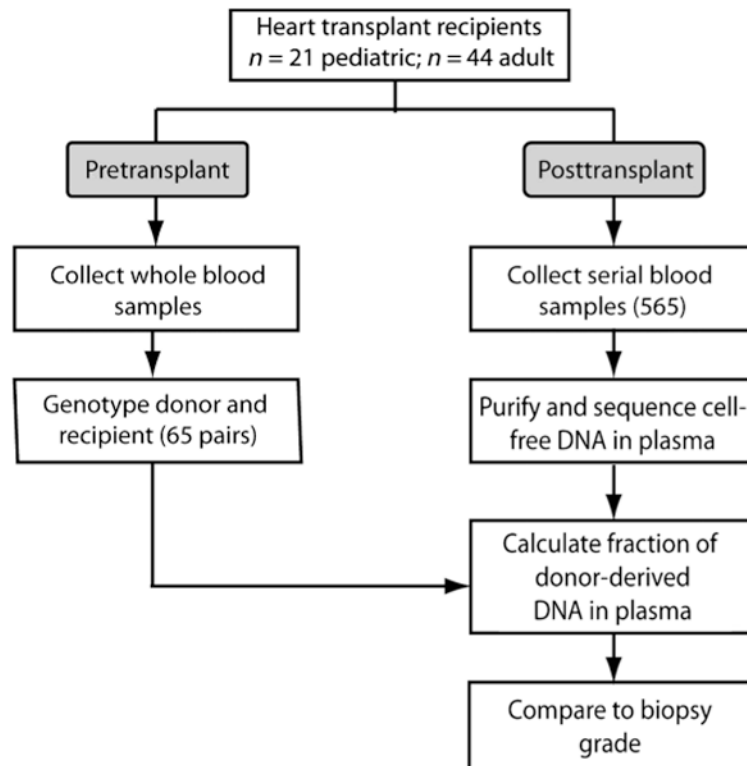 Heart transplant recipients
n = 21 pediatric; n = 44 adult
Pretransplant
Posttransplant
Collect whole blood
samples
Collect serial blood
samples (565)
Genotype donor and
recipient (65 pairs)
Purify and sequence cell-
free DNA in plasma
Calculate fraction of
donor-derived
DNA in plasma
Compare to biopsy
grade